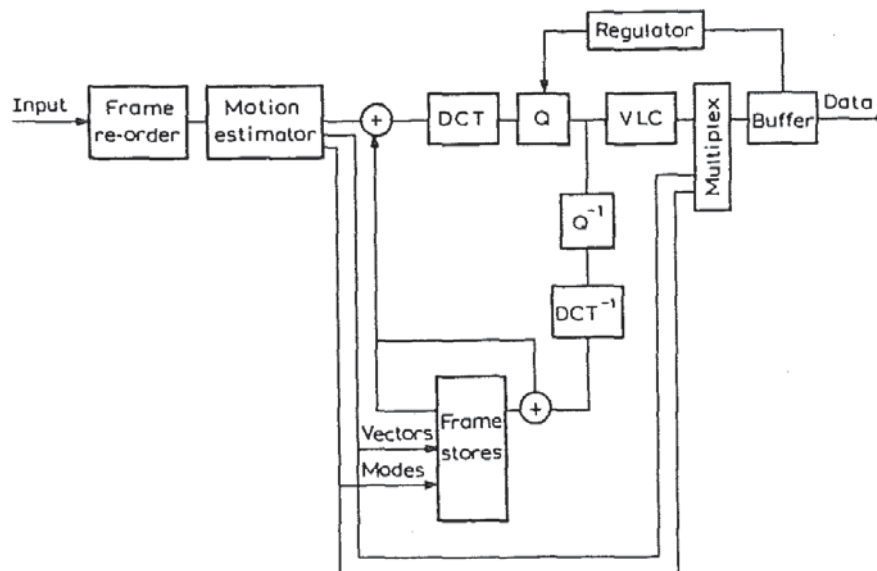 Regulator
Input
Frame
re-order
Motion
estimator
+
DCT
Q
VLC
Multiplex
Buffer
Data
Q⁻¹
DCT⁻¹
+
Frame
stores
Vectors
Modes